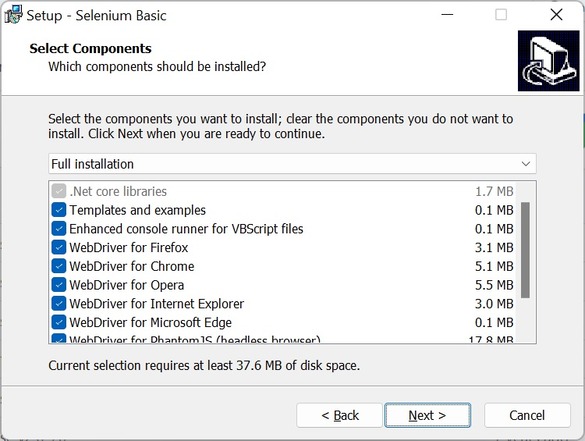 Setup - Selenium Basic
Select Components
Which components should be installed?
Select the components you want to install; clear the components you do not want to
install. Click Next when you are ready to continue.
Full installation
.Net core libraries 1.7 MB
Templates and examples 0.1 MB
Enhanced console runner for VBScript files 0.1 MB
WebDriver for Firefox 3.1 MB
WebDriver for Chrome 5.1 MB
WebDriver for Opera 5.5 MB
WebDriver for Internet Explorer 3.0 MB
WebDriver for Microsoft Edge 0.1 MB
WebDriver for PhantomJS (headless browser) 17.8 MB
Current selection requires at least 37.6 MB of disk space.
< Back Next > Cancel